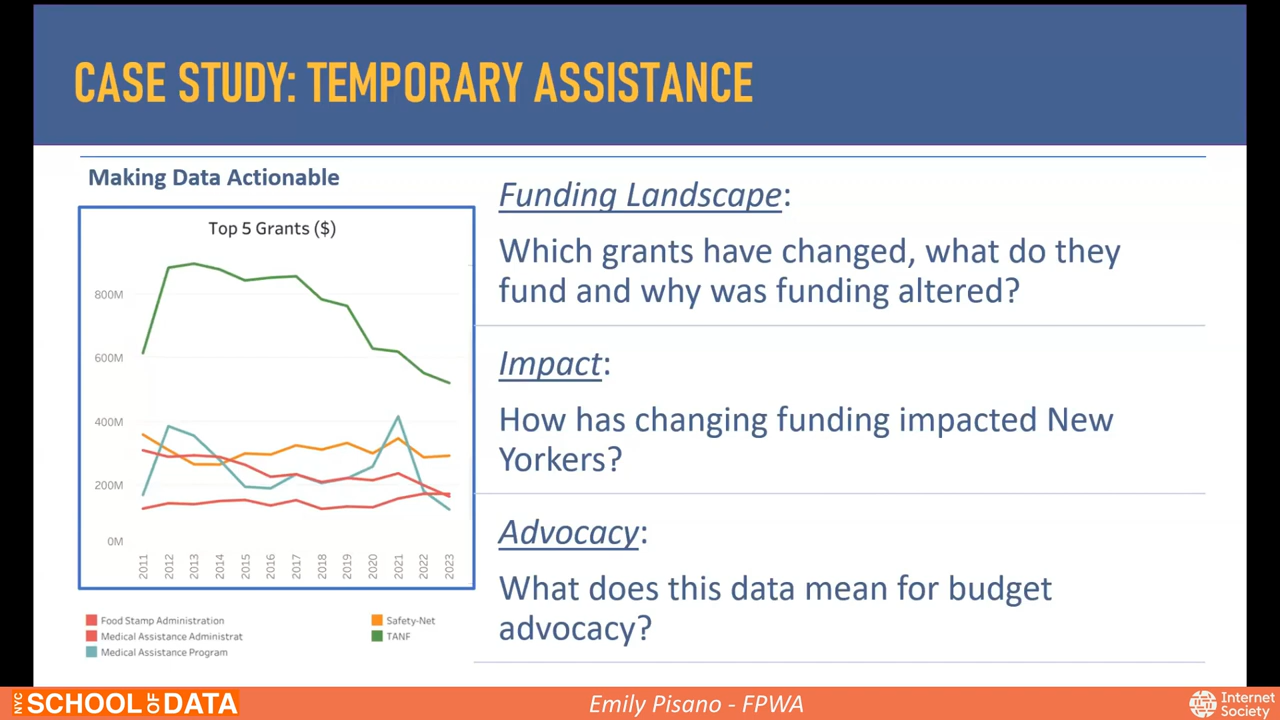 CASE STUDY: TEMPORARY ASSISTANCE
Making Data Actionable
Top 5 Grants ($)
800M
600M
400M
200M
0M
2011
2012
2013
2014
2015
2016
2017
2018
2019
2020
2021
2022
2023
Food Stamp Administration
Medical Assistance Administrat
Medical Assistance Program
Safety-Net
TANF
Funding Landscape:
Which grants have changed, what do they
fund and why was funding altered?
Impact:
How has changing funding impacted New
Yorkers?
Advocacy:
What does this data mean for budget
advocacy?
NYC SCHOOL OF DATA
Emily Pisano - FPWA
Internet
Society